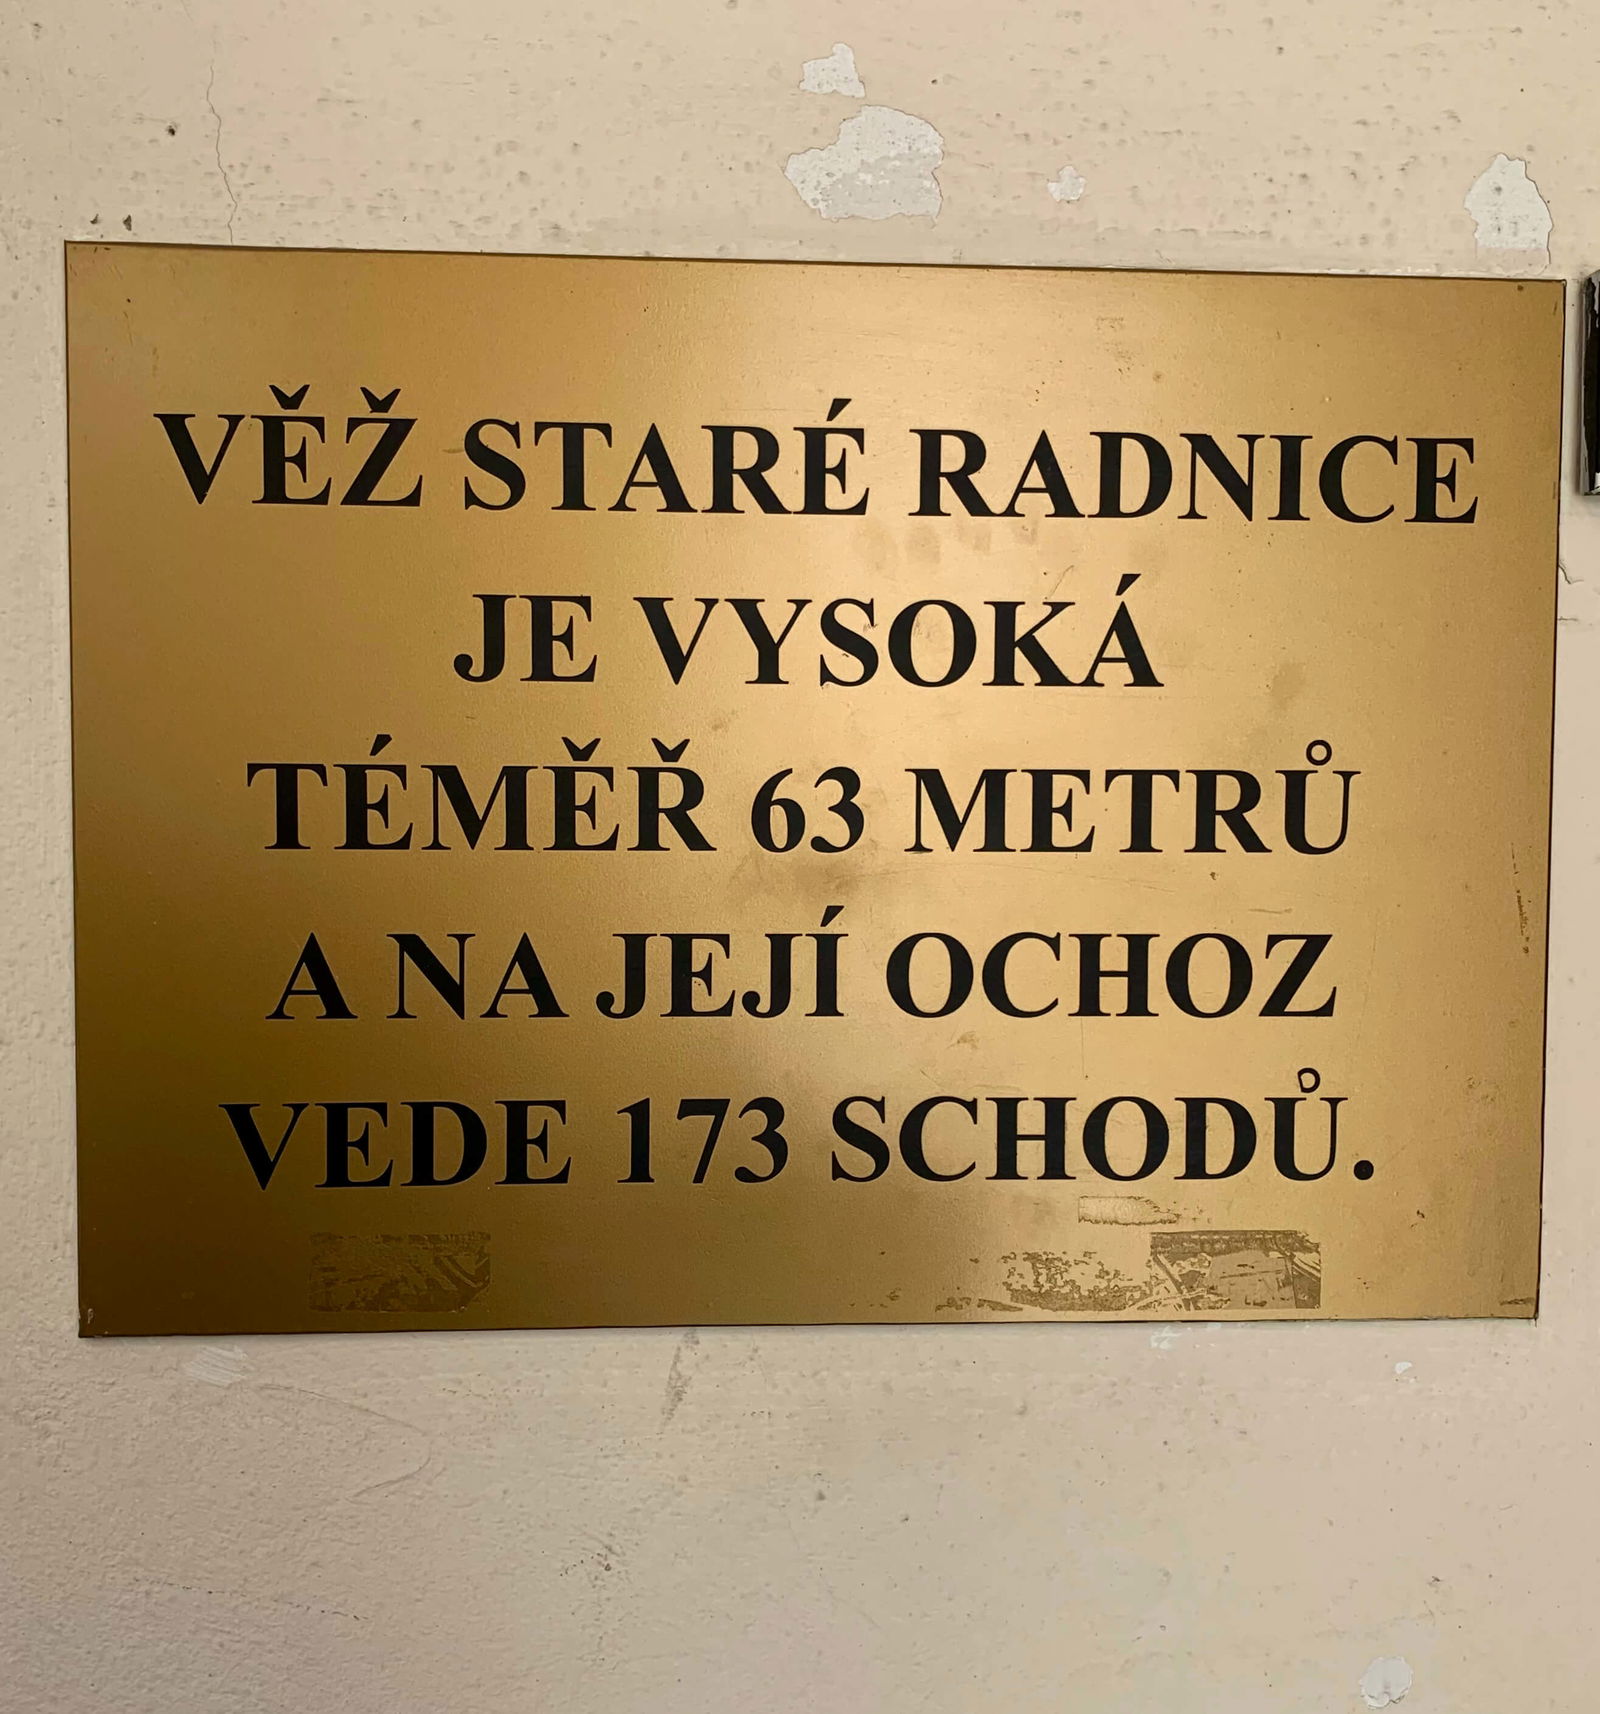 VĚŽ STARÉ RADNICE
JE VYSOKÁ
TÉMĚŘ 63 METRŮ
A NA JEJÍ OCHOZ
VEDE 173 SCHODŮ.